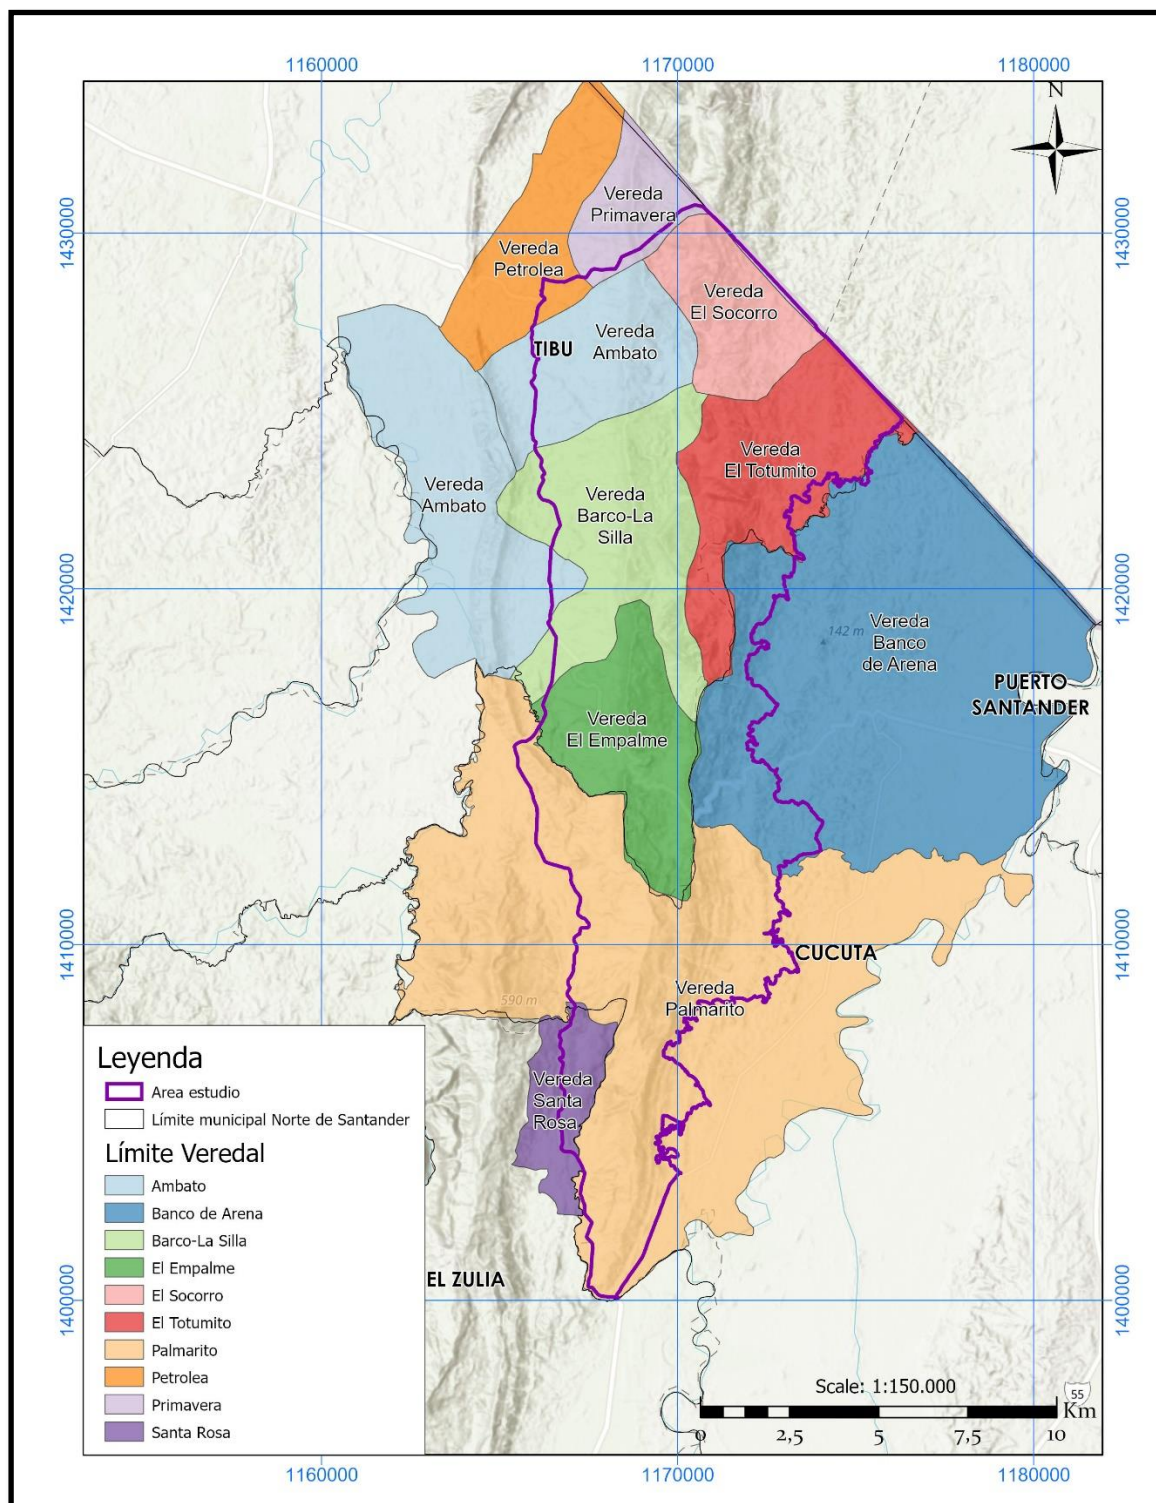 1160000
1170000
1180000
N
1430000
1430000
Vereda
Primavera
Vereda
Petrolea
Vereda
El Socorro
Vereda
Ambato
TIBU
Vereda
El Totumito
Vereda
Ambato
Vereda
Barco-La
Silla
1420000
1420000
Vereda
Banco
de Arena
142 m
PUERTO
SANTANDER
Vereda
El Empalme
1410000
1410000
CUCUTA
Vereda
Palmarito
590 m
Vereda
Santa
Rosa
EL ZULIA
1400000
1400000
Leyenda
Area estudio
Límite municipal Norte de Santander
Límite Veredal
Ambato
Banco de Arena
Barco-La Silla
El Empalme
El Socorro
El Totumito
Palmarito
Petrolea
Primavera
Santa Rosa
Scale: 1:150.000
55
Km
0 2,5 5 7,5 10
1160000
1170000
1180000